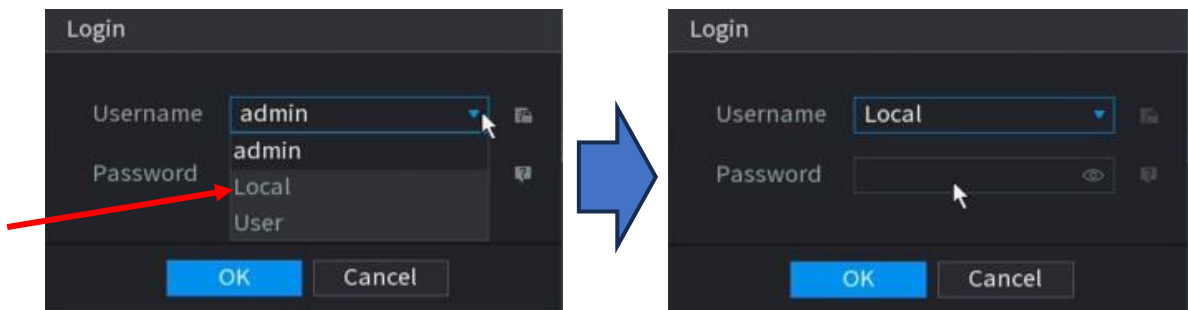 Login
Username admin
admin
Password
Local
User
OK Cancel
Login
Username Local
Password
OK Cancel